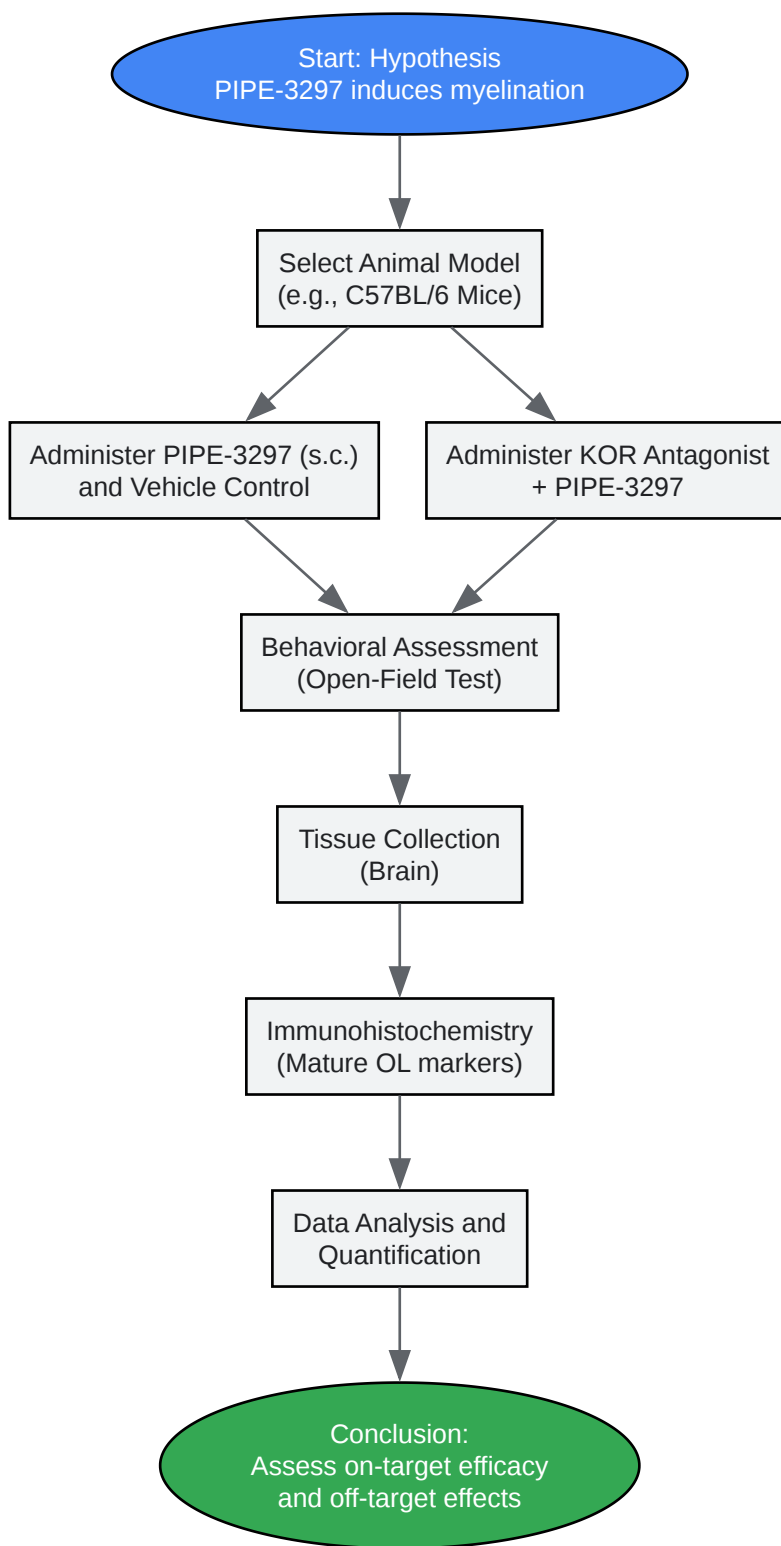 Start: Hypothesis
PIPE-3297 induces myelination
Select Animal Model
(e.g., C57BL/6 Mice)
Administer PIPE-3297 (s.c.)
and Vehicle Control
Administer KOR Antagonist
+ PIPE-3297
Behavioral Assessment
(Open-Field Test)
Tissue Collection
(Brain)
Immunohistochemistry
(Mature OL markers)
Data Analysis and
Quantification
Conclusion:
Assess on-target efficacy
and off-target effects